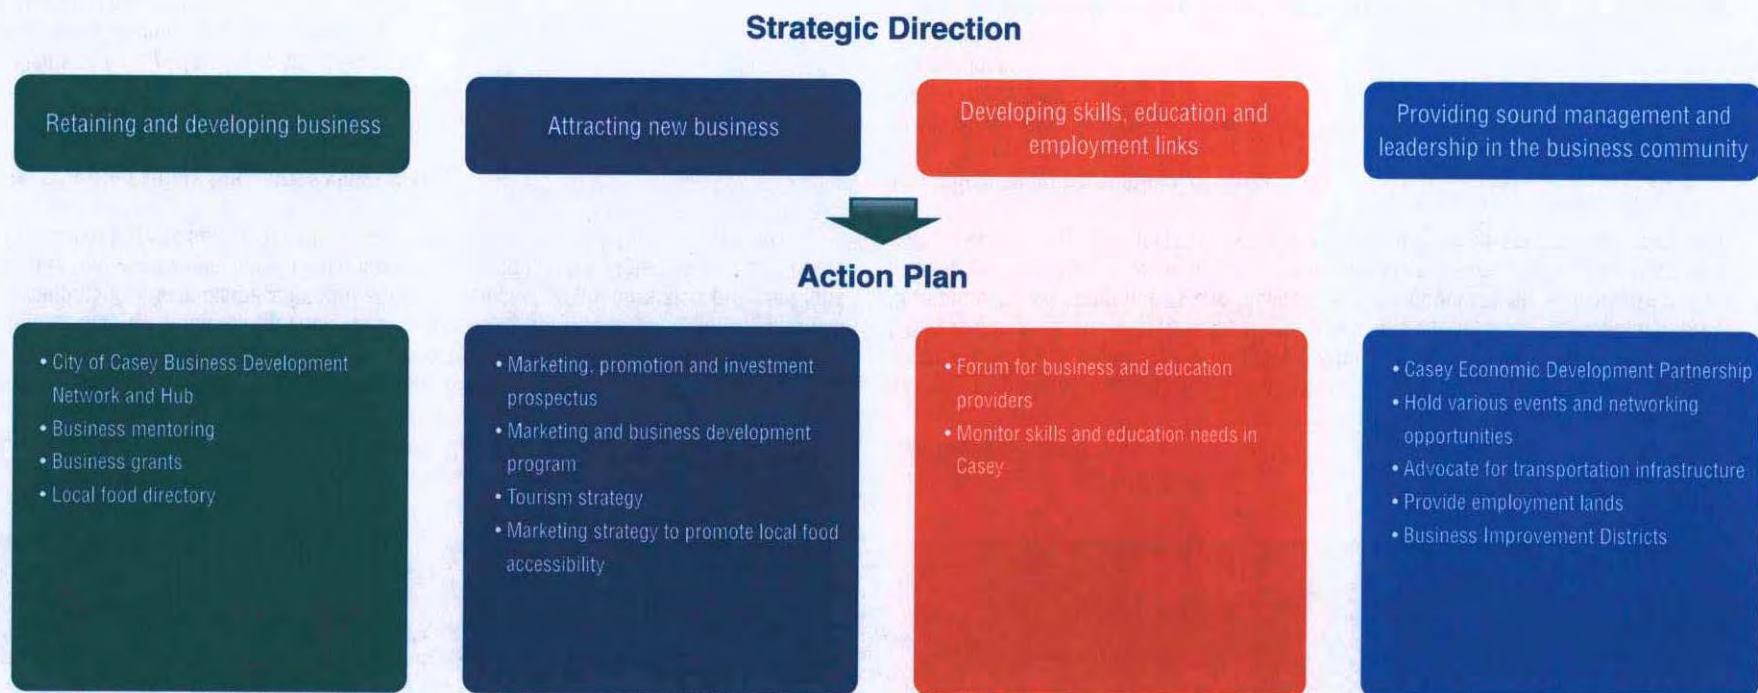 Strategic Direction
Retaining and developing business
Attracting new business
Developing skills, education and
employment links
Providing sound management and
leadership in the business community
Action Plan
• City of Casey Business Development
Network and Hub
• Business mentoring
• Business grants
• Local food directory
• Marketing, promotion and investment
prospectus
• Marketing and business development
program
• Tourism strategy
• Marketing strategy to promote local food
accessibility
• Forum for business and education
providers
• Monitor skills and education needs in
Casey
• Casey Economic Development Partnership
• Hold various events and networking
opportunities
• Advocate for transportation infrastructure
• Provide employment lands
• Business Improvement Districts